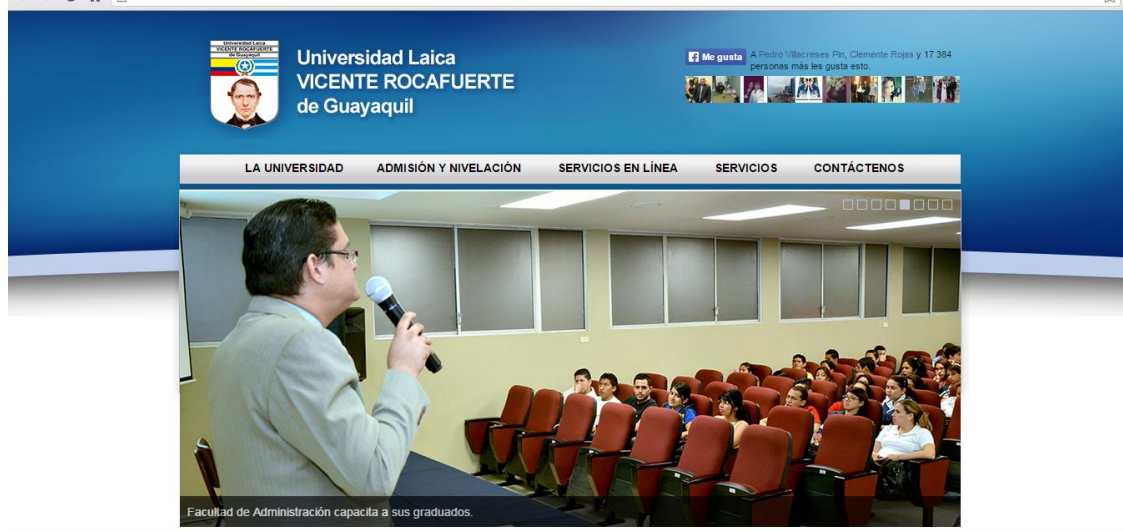 Universidad Laica
VICENTE ROCAFUERTE
de Guayaquil
Universidad Laica
VICENTE ROCAFUERTE
de Guayaquil
Me gusta
A Pedro Villacreses Pin, Clemente Rojas y 17 384
personas más les gusta esto.
LA UNIVERSIDAD ADMISIÓN Y NIVELACIÓN SERVICIOS EN LÍNEA SERVICIOS CONTÁCTENOS
Facultad de Administración capacita a sus graduados.